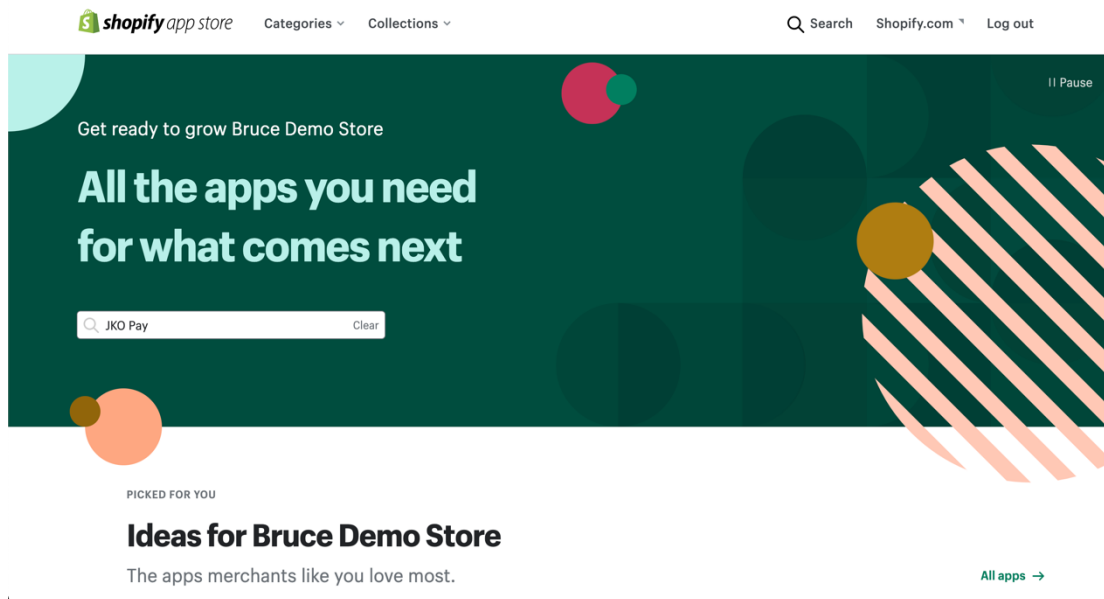 shopify app store Categories Collections Search Shopify.com Log out
Pause
Get ready to grow Bruce Demo Store
All the apps you need
for what comes next
JKO Pay Clear
PICKED FOR YOU
Ideas for Bruce Demo Store
The apps merchants like you love most.
All apps →